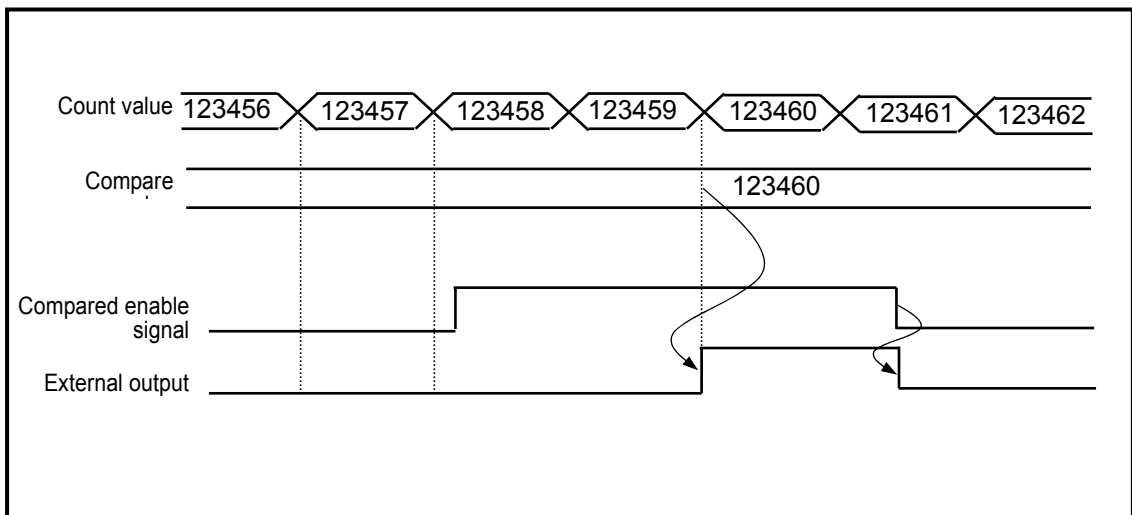 Count value 123456 123457 123458 123459 123460 123461 123462
Compare 123460
Compared enable
signal
External output